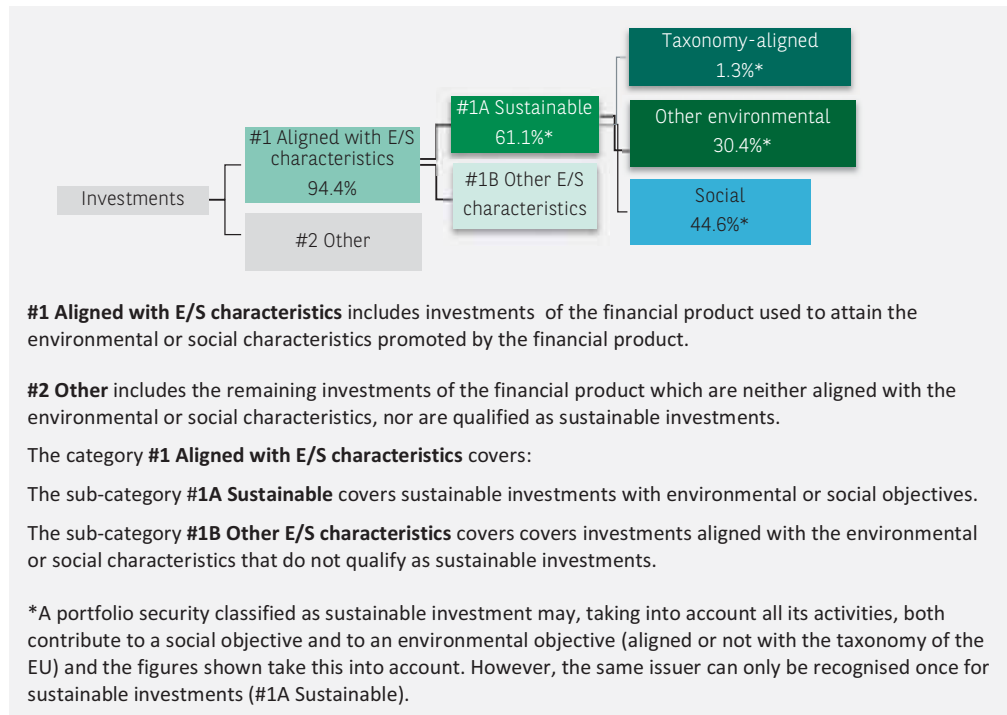 Taxonomy-aligned
1.3%*
#1A Sustainable
61.1%*
Other environmental
30.4%*
#1 Aligned with E/S
characteristics
94.4%
#1B Other E/S
characteristics
Investments
Social
44.6%*
#2 Other
#1 Aligned with E/S characteristics includes investments of the financial product used to attain the
environmental or social characteristics promoted by the financial product.
#2 Other includes the remaining investments of the financial product which are neither aligned with the
environmental or social characteristics, nor are qualified as sustainable investments.
The category #1 Aligned with E/S characteristics covers:
The sub-category #1A Sustainable covers sustainable investments with environmental or social objectives.
The sub-category #1B Other E/S characteristics covers covers investments aligned with the environmental
or social characteristics that do not qualify as sustainable investments.
*A portfolio security classified as sustainable investment may, taking into account all its activities, both
contribute to a social objective and to an environmental objective (aligned or not with the taxonomy of the
EU) and the figures shown take this into account. However, the same issuer can only be recognised once for
sustainable investments (#1A Sustainable).